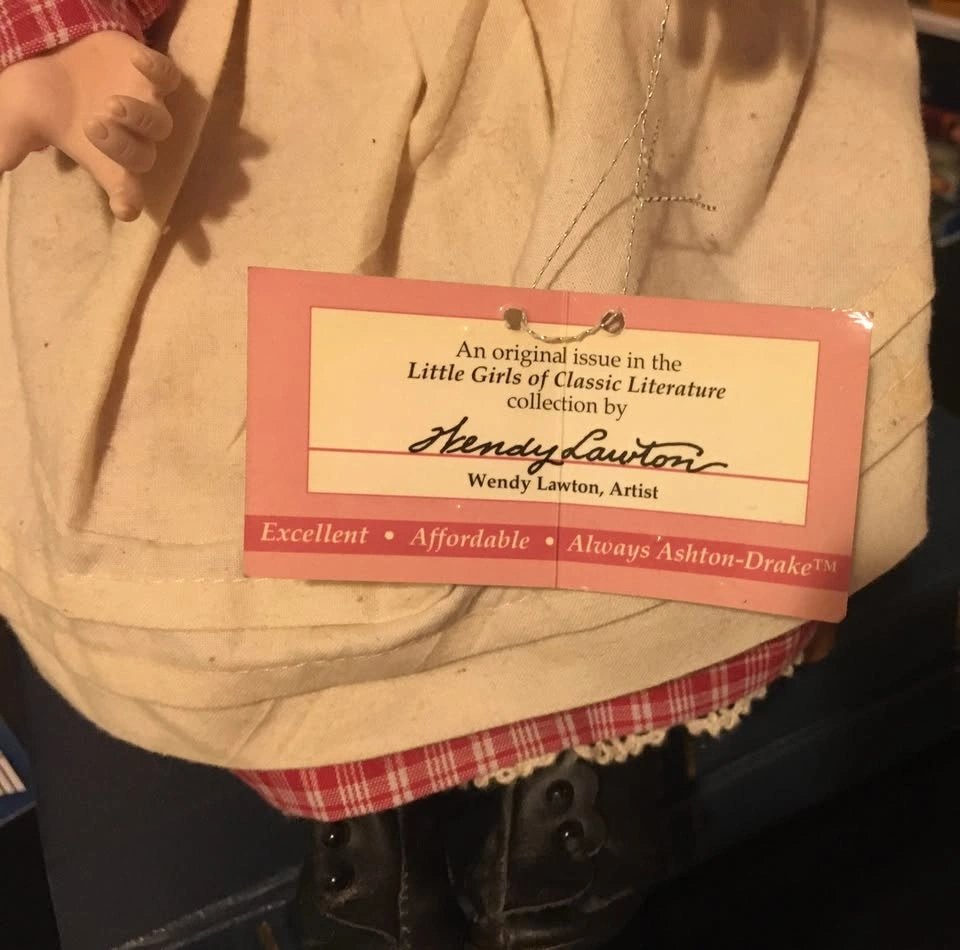 An original issue in the
Little Girls of Classic Literature
collection by
Wendy Lawton
Wendy Lawton, Artist
Excellent • Affordable • Always Ashton-Drake™